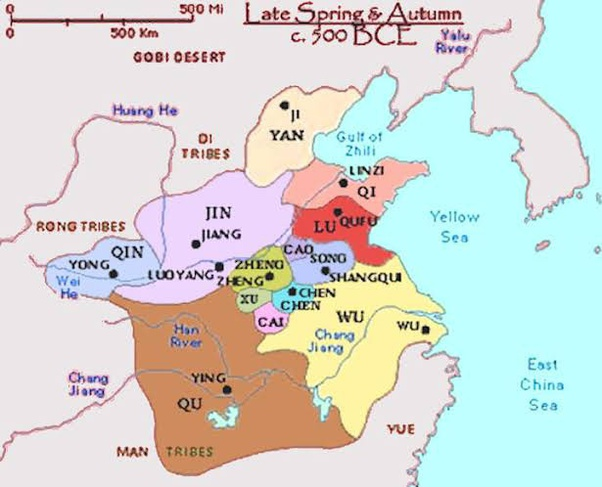 0 500 Mi
0 500 Km
Late Spring & Autumn
c. 500 BCE
Yalu
River
GOBI DESERT
Huang He
JI
YAN
DI
TRIBES
Gulf of
Zhili
LINZI
QI
JIN
JIANG
LU
QUFU
Yellow
Sea
RONG TRIBES
QIN
YONG
Wei
He
LUOYANG
CAO
SONG
ZHENG
ZHENG
SHANGQUI
XU
CHEN
CHEN
CAI
WU
WU
Han
River
Chang
Jiang
Chang
Jiang
YING
QU
East
China
Sea
YUE
MAN TRIBES